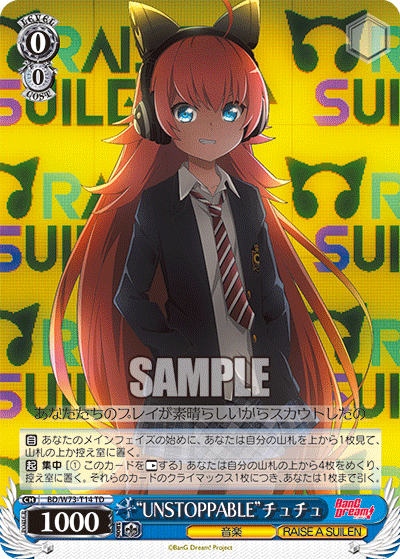 LEVEL
0
0
COST
RAISE A
SUILEN
SAMPLE
あなたたちのプレイが素晴らしいからスカウトしたの
自 あなたのメインフェイズの始めに、あなたは自分の山札を上から1枚見て、
山札の上か控え室に置く。
起 集中 [① このカードをレストする] あなたは自分の山札の上から4枚をめくり、
控え室に置く。それらのカードのクライマックス1枚につき、あなたは1枚まで引く。
CH BD/W73-T14 TD
1000
“UNSTOPPABLE”チュチュ
BanG Dream!
音楽
RAISE A SUILEN
©BanG Dream! Project